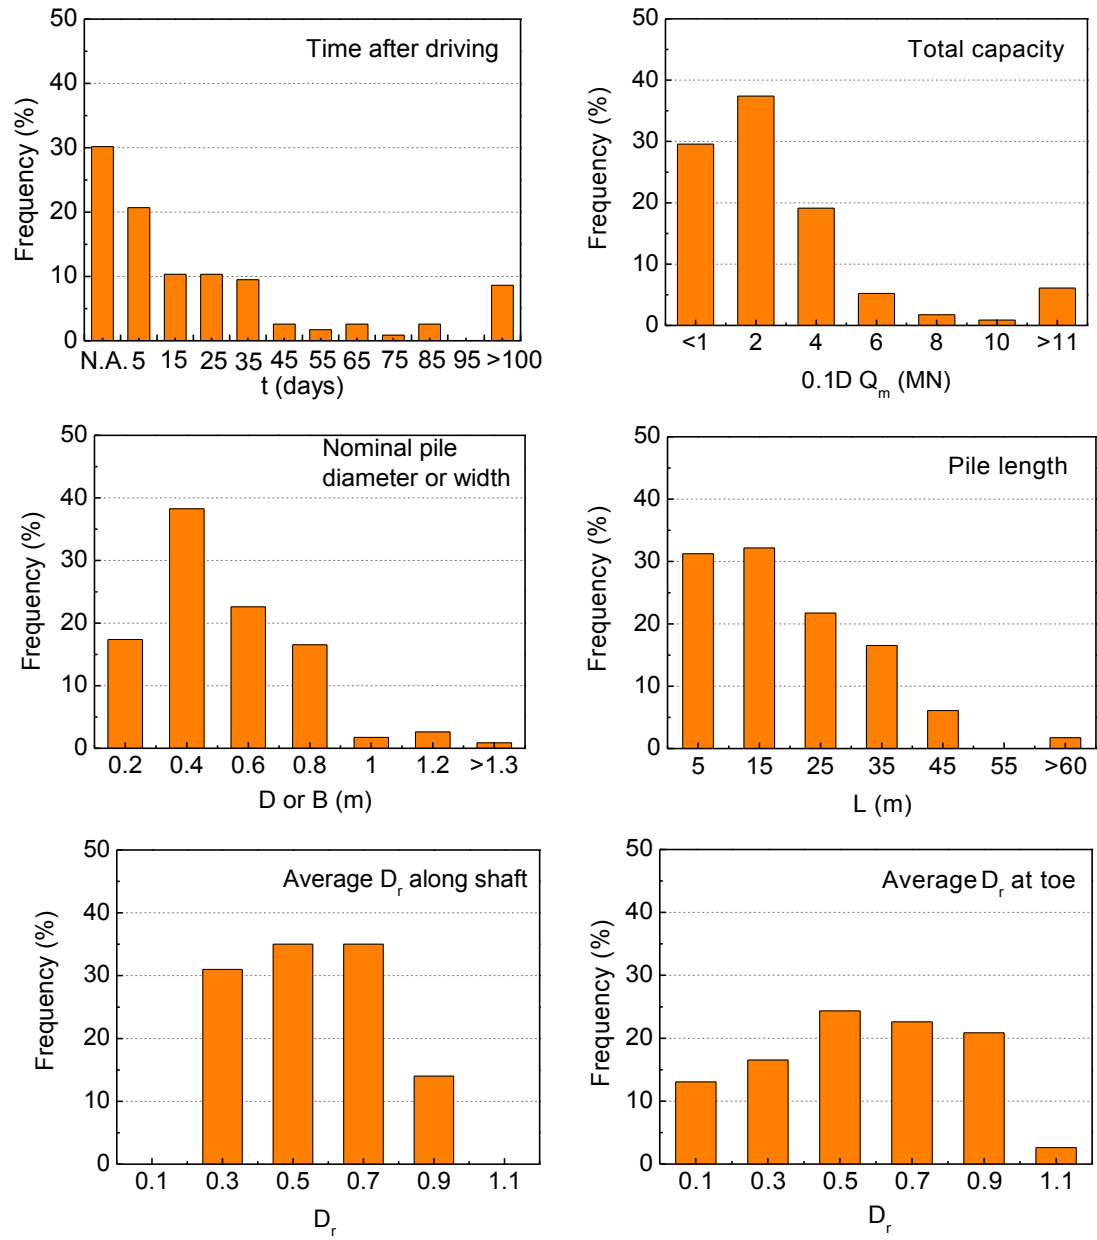 Time after driving
Frequency (%)
50
40
30
20
10
0
N.A. 5 15 25 35 45 55 65 75 85 95 >100
t (days)
Total capacity
Frequency (%)
50
40
30
20
10
0
<1 2 4 6 8 10 >11
0.1D Qm (MN)
Nominal pile
diameter or width
Frequency (%)
50
40
30
20
10
0
0.2 0.4 0.6 0.8 1 1.2 >1.3
D or B (m)
Pile length
Frequency (%)
50
40
30
20
10
0
5 15 25 35 45 55 >60
L (m)
Average Dr along shaft
Frequency (%)
50
40
30
20
10
0
0.1 0.3 0.5 0.7 0.9 1.1
Dr
Average Dr at toe
Frequency (%)
50
40
30
20
10
0
0.1 0.3 0.5 0.7 0.9 1.1
Dr